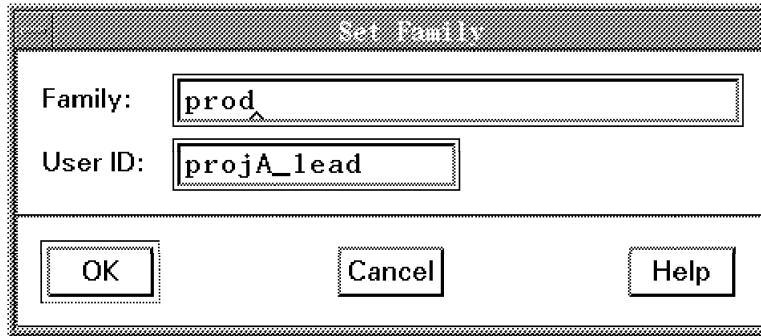 Set Family
Family: prod
User ID: projA_lead
OK Cancel Help